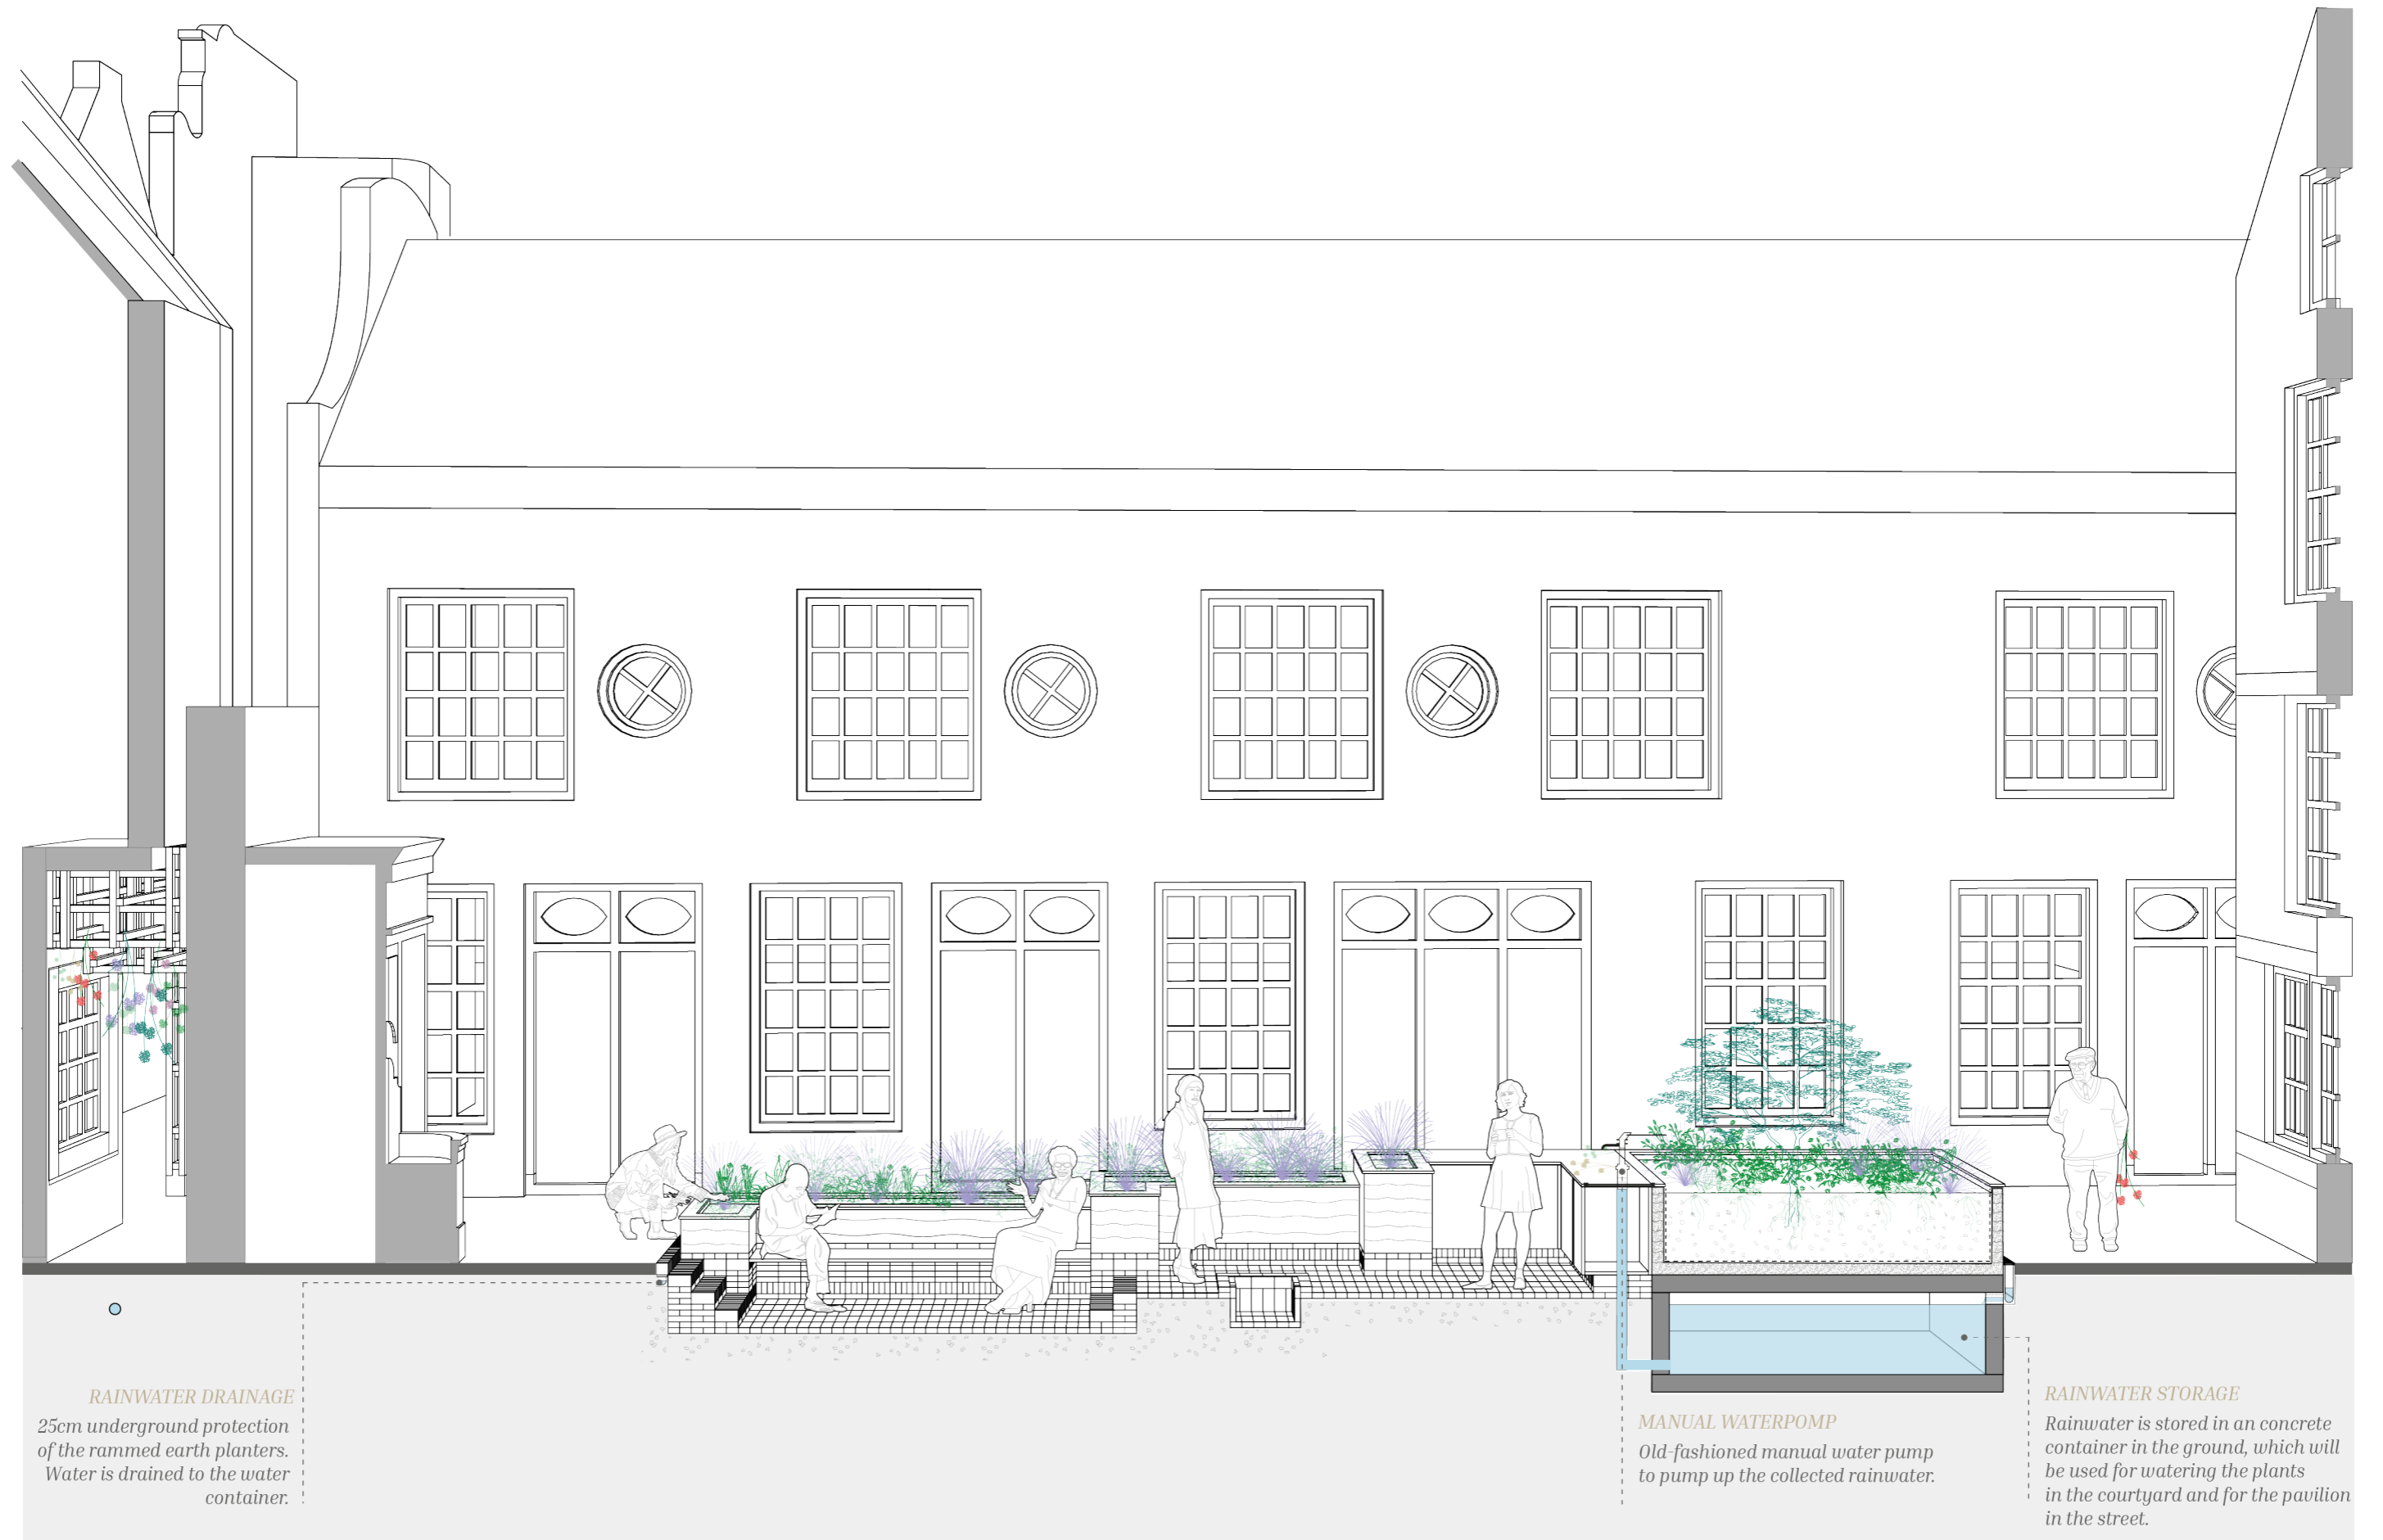 RAINWATER DRAINAGE
25cm underground protection
of the rammed earth planters.
Water is drained to the water
container.
MANUAL WATERPOMP
Old-fashioned manual water pump
to pump up the collected rainwater.
RAINWATER STORAGE
Rainwater is stored in an concrete
container in the ground, which will
be used for watering the plants
in the courtyard and for the pavilion
in the street.